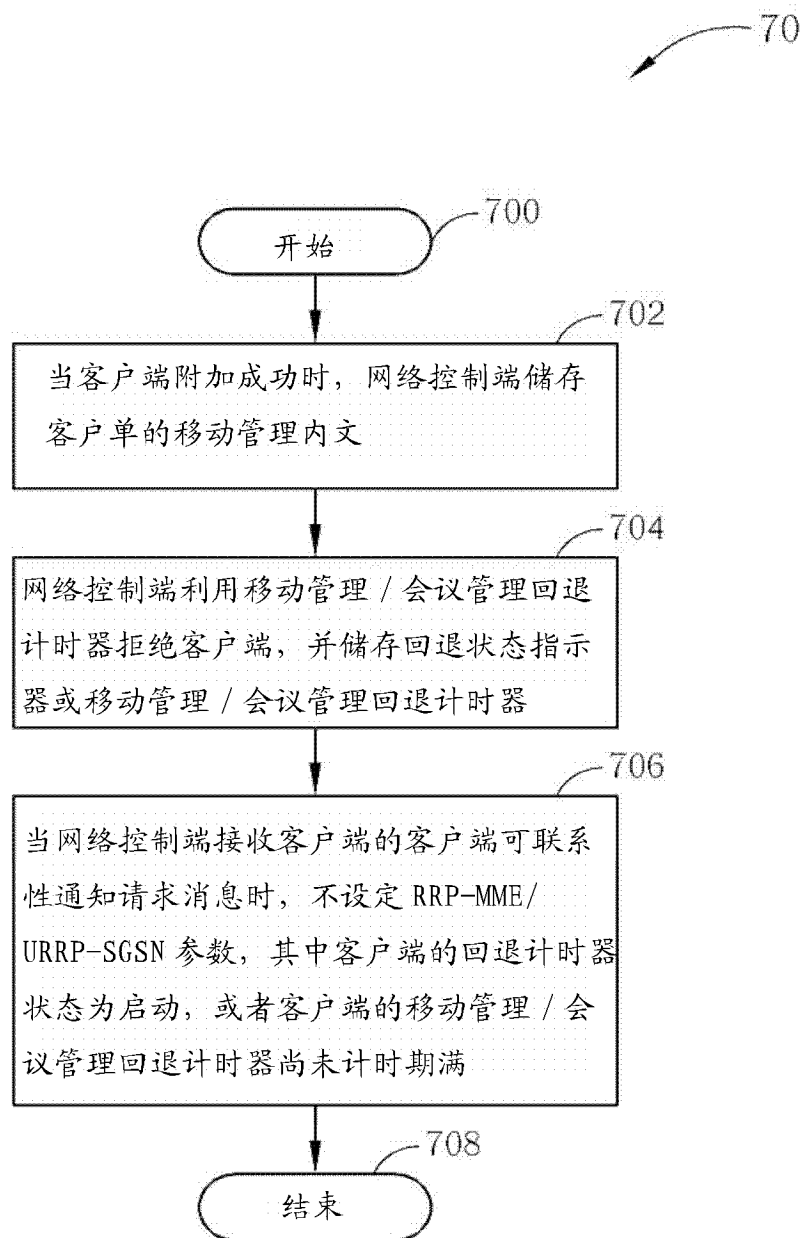 70
700
开始
702
当客户端附加成功时，网络控制端储存
客户单的移动管理内文
704
网络控制端利用移动管理/会议管理回退
计时器拒绝客户端，并储存回退状态指示
器或移动管理/会议管理回退计时器
706
当网络控制端接收客户端的客户端可联系
性通知请求消息时，不设定 RRP-MME/
URRP-SGSN 参数，其中客户端的回退计时器
状态为启动，或者客户端的移动管理/会
议管理回退计时器尚未计时期满
708
结束